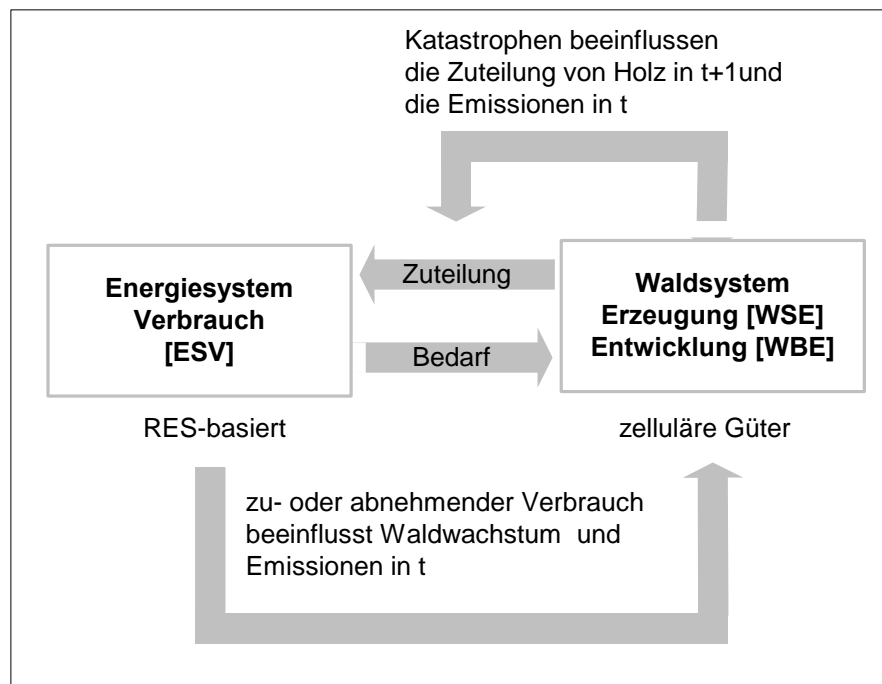 Katastrophen beeinflussen
die Zuteilung von Holz in t+1und
die Emissionen in t
Zuteilung
Energiesystem
Verbrauch
[ESV]
Waldsystem
Erzeugung [WSE]
Entwicklung [WBE]
Bedarf
RES-basiert
zelluläre Güter
zu- oder abnehmender Verbrauch
beeinflusst Waldwachstum und
Emissionen in t